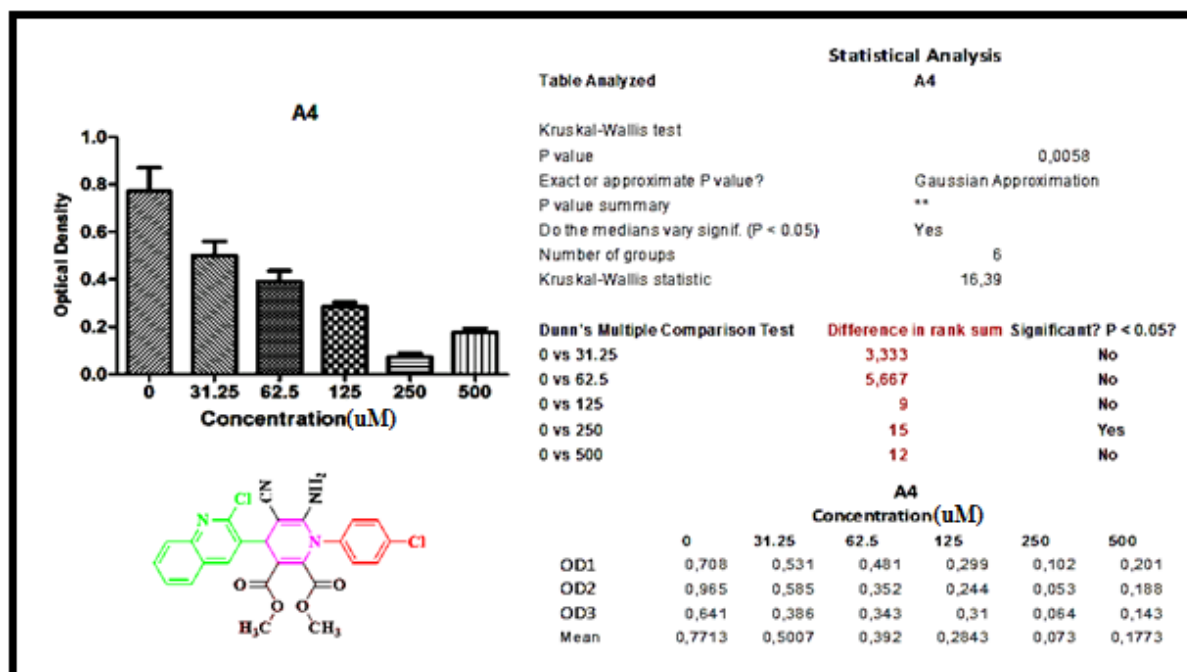 A4
1.0
0.8
0.6
0.4
0.2
0.0
Optical Density
0 31.25 62.5 125 250 500
Concentration(uM)
N Cl CN NH2
N Cl
O O O O
H3C CH3
Statistical Analysis
Table Analyzed A4
Kruskal-Wallis test
P value 0,0058
Exact or approximate P value? Gaussian Approximation
P value summary **
Do the medians vary signif. (P < 0.05) Yes
Number of groups 6
Kruskal-Wallis statistic 16,39
Dunn's Multiple Comparison Test Difference in rank sum Significant? P < 0.05?
0 vs 31.25 3,333 No
0 vs 62.5 5,667 No
0 vs 125 9 No
0 vs 250 15 Yes
0 vs 500 12 No
A4
Concentration(uM)
0 31.25 62.5 125 250 500
OD1 0,708 0,531 0,481 0,299 0,102 0,201
OD2 0,965 0,585 0,352 0,244 0,053 0,188
OD3 0,641 0,386 0,343 0,31 0,064 0,143
Mean 0,7713 0,5007 0,392 0,2843 0,073 0,1773